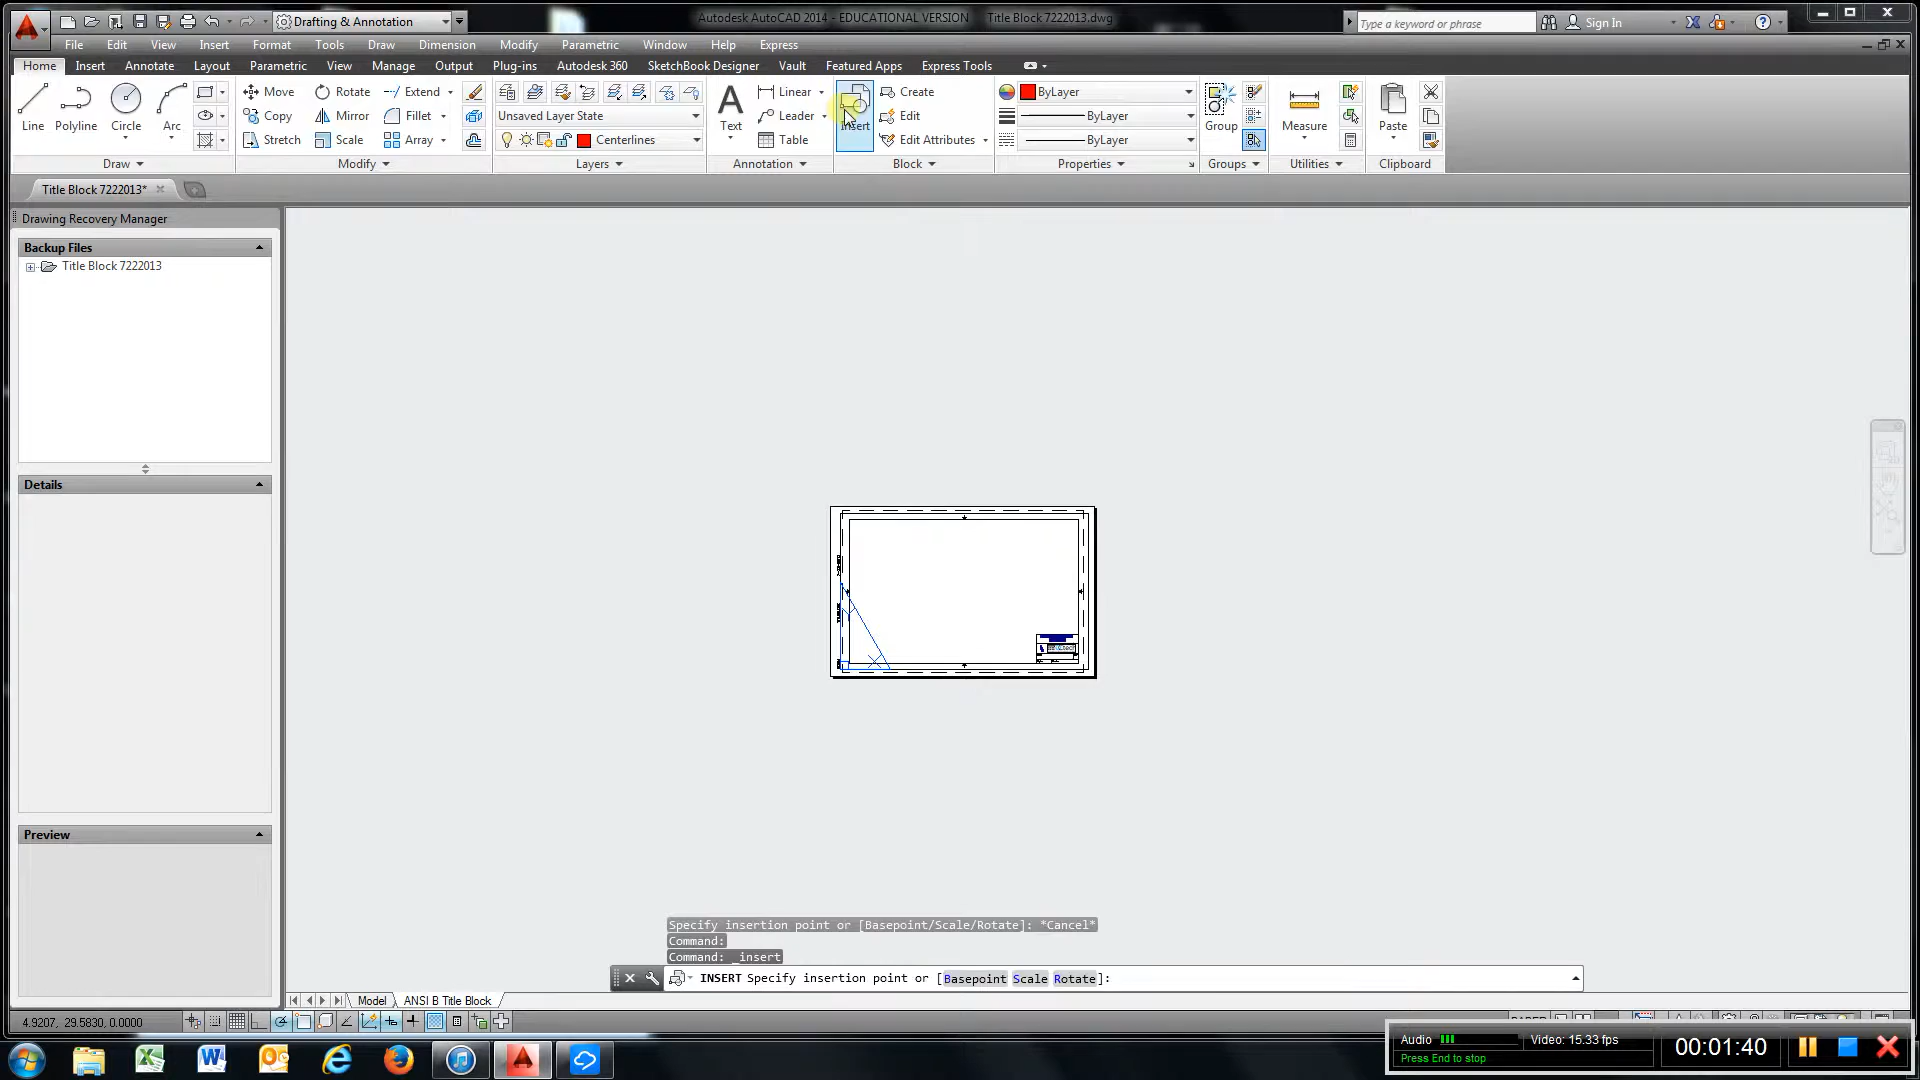 Drafting & Annotation
Autodesk AutoCAD 2014 - EDUCATIONAL VERSION Title Block 7222013.dwg
Type a keyword or phrase
Sign In
File Edit View Insert Format Tools Draw Dimension Modify Parametric Window Help Express
Home Insert Annotate Layout Parametric View Manage Output Plug-ins Autodesk 360 SketchBook Designer Vault Featured Apps Express Tools
Line Polyline Circle Arc
Move Rotate Extend
Copy Mirror Fillet
Stretch Scale Array
Unsaved Layer State
Centerlines
Text
Linear
Leader
Table
Insert
Create
Edit
Edit Attributes
ByLayer
ByLayer
ByLayer
Group
Measure
Paste
Draw Modify Layers Annotation Block Properties Groups Utilities Clipboard
Title Block 7222013*
Drawing Recovery Manager
Backup Files
Title Block 7222013
Details
Preview
Specify insertion point or [Basepoint/Scale/Rotate]: *Cancel*
Command:
Command: _insert
INSERT Specify insertion point or [Basepoint Scale Rotate]:
Model ANSI B Title Block
4.9207, 29.5830, 0.0000
Audio
Video: 15.33 fps
Press End to stop
00:01:40